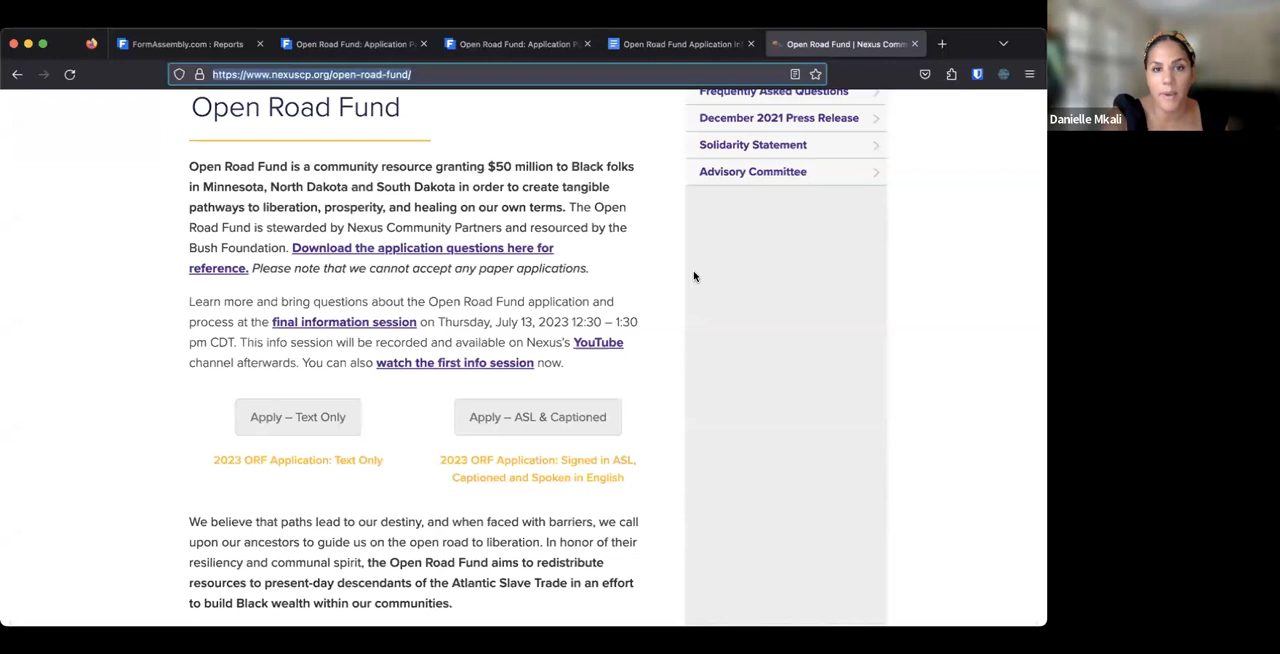 FormAssembly.com : Reports
Open Road Fund: Application P
Open Road Fund: Application P
Open Road Fund Application In
Open Road Fund | Nexus Comm
https://www.nexuscp.org/open-road-fund/
Danielle Mkali
Open Road Fund
Open Road Fund is a community resource granting $50 million to Black folks
in Minnesota, North Dakota and South Dakota in order to create tangible
pathways to liberation, prosperity, and healing on our own terms. The Open
Road Fund is stewarded by Nexus Community Partners and resourced by the
Bush Foundation. Download the application questions here for
reference. Please note that we cannot accept any paper applications.
Learn more and bring questions about the Open Road Fund application and
process at the final information session on Thursday, July 13, 2023 12:30 – 1:30
pm CDT. This info session will be recorded and available on Nexus’s YouTube
channel afterwards. You can also watch the first info session now.
Apply – Text Only
Apply – ASL & Captioned
2023 ORF Application: Text Only
2023 ORF Application: Signed in ASL,
Captioned and Spoken in English
We believe that paths lead to our destiny, and when faced with barriers, we call
upon our ancestors to guide us on the open road to liberation. In honor of their
resiliency and communal spirit, the Open Road Fund aims to redistribute
resources to present-day descendants of the Atlantic Slave Trade in an effort
to build Black wealth within our communities.
Frequently Asked Questions
December 2021 Press Release
Solidarity Statement
Advisory Committee